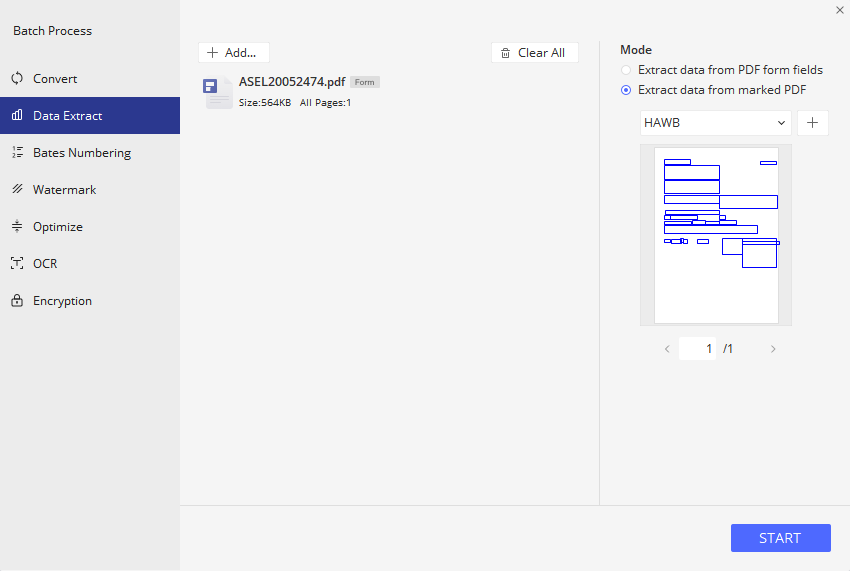 Batch Process
Convert
Data Extract
Bates Numbering
Watermark
Optimize
OCR
Encryption
Add...
Clear All
ASEL20052474.pdf Form
Size:564KB All Pages:1
Mode
Extract data from PDF form fields
Extract data from marked PDF
HAWB
1 /1
START